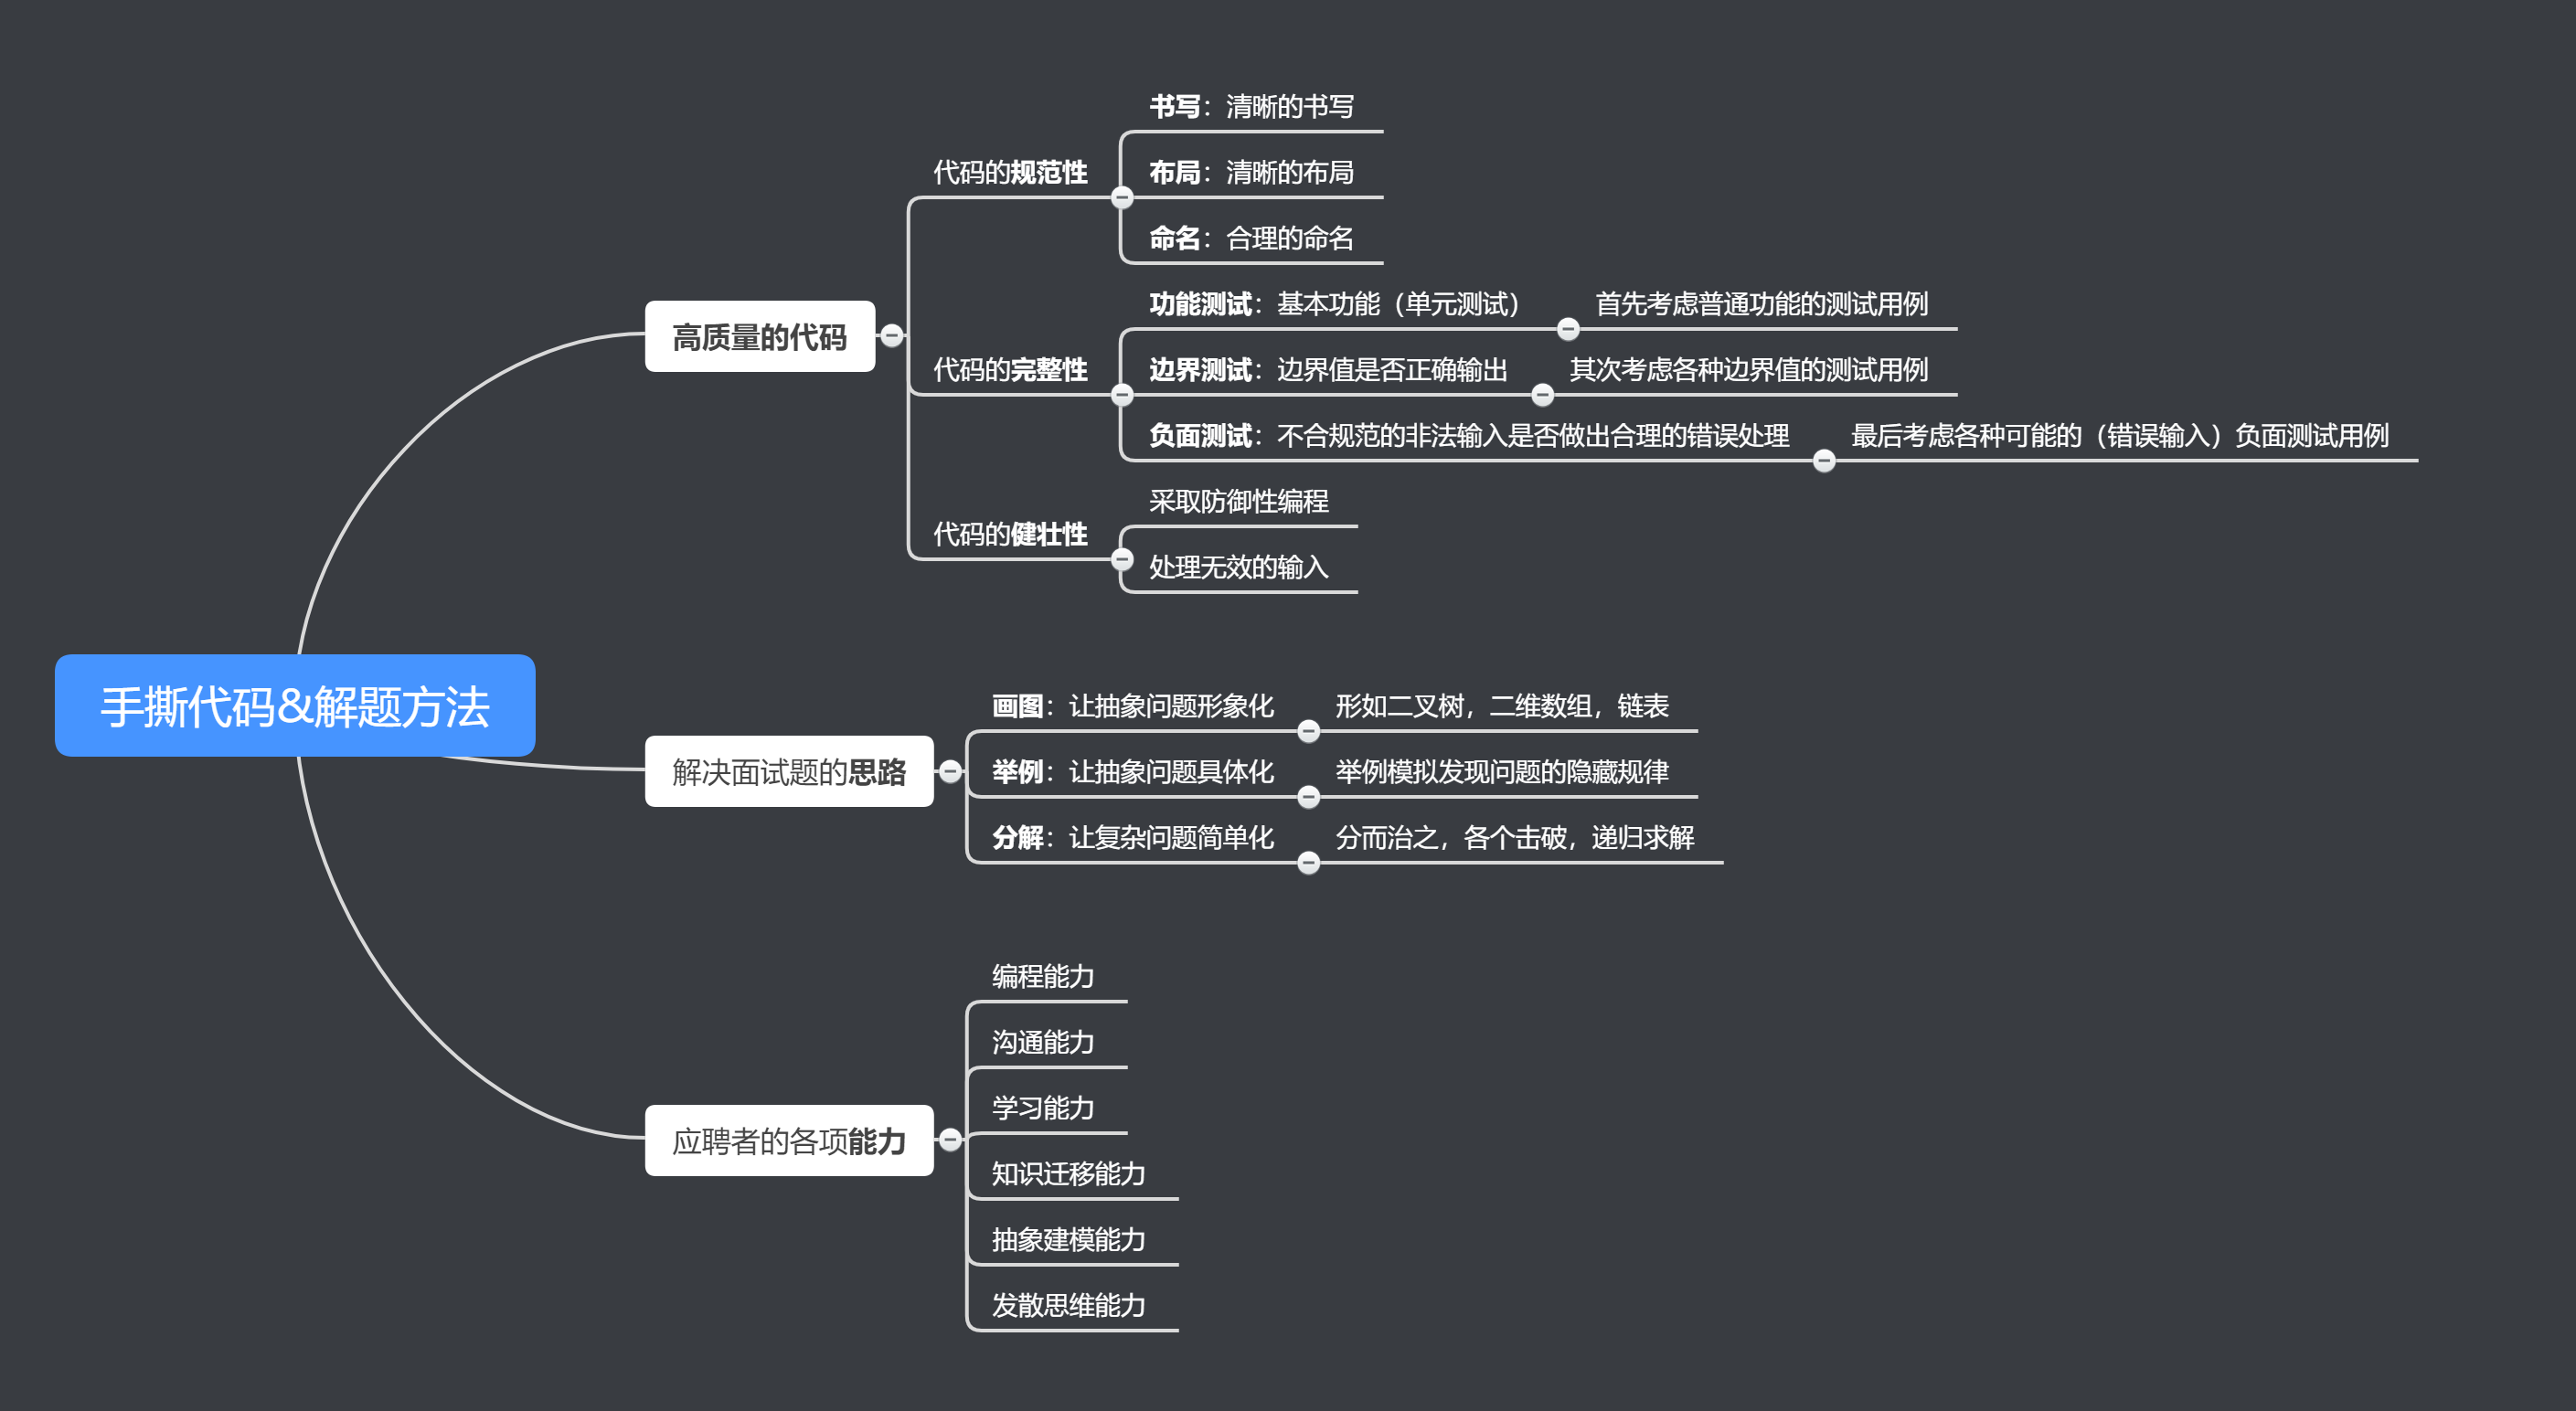 手撕代码&解题方法
高质量的代码
代码的规范性
书写：清晰的书写
布局：清晰的布局
命名：合理的命名
代码的完整性
功能测试：基本功能（单元测试）
首先考虑普通功能的测试用例
边界测试：边界值是否正确输出
其次考虑各种边界值的测试用例
负面测试：不合规范的非法输入是否做出合理的错误处理
最后考虑各种可能的（错误输入）负面测试用例
代码的健壮性
采取防御性编程
处理无效的输入
解决面试题的思路
画图：让抽象问题形象化
形如二叉树，二维数组，链表
举例：让抽象问题具体化
举例模拟发现问题的隐藏规律
分解：让复杂问题简单化
分而治之，各个击破，递归求解
应聘者的各项能力
编程能力
沟通能力
学习能力
知识迁移能力
抽象建模能力
发散思维能力